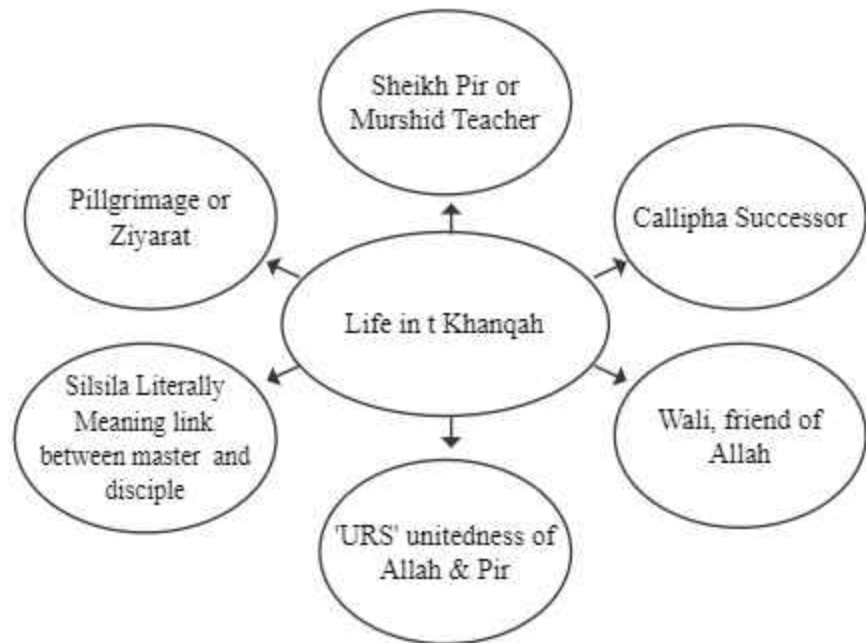 Sheikh Pir or
Murshid Teacher
Pillgrimage or
Ziyarat
Callipha Successor
Life in t Khanqah
Silsila Literally
Meaning link
between master and
disciple
Wali, friend of
Allah
'URS' unitedness of
Allah & Pir